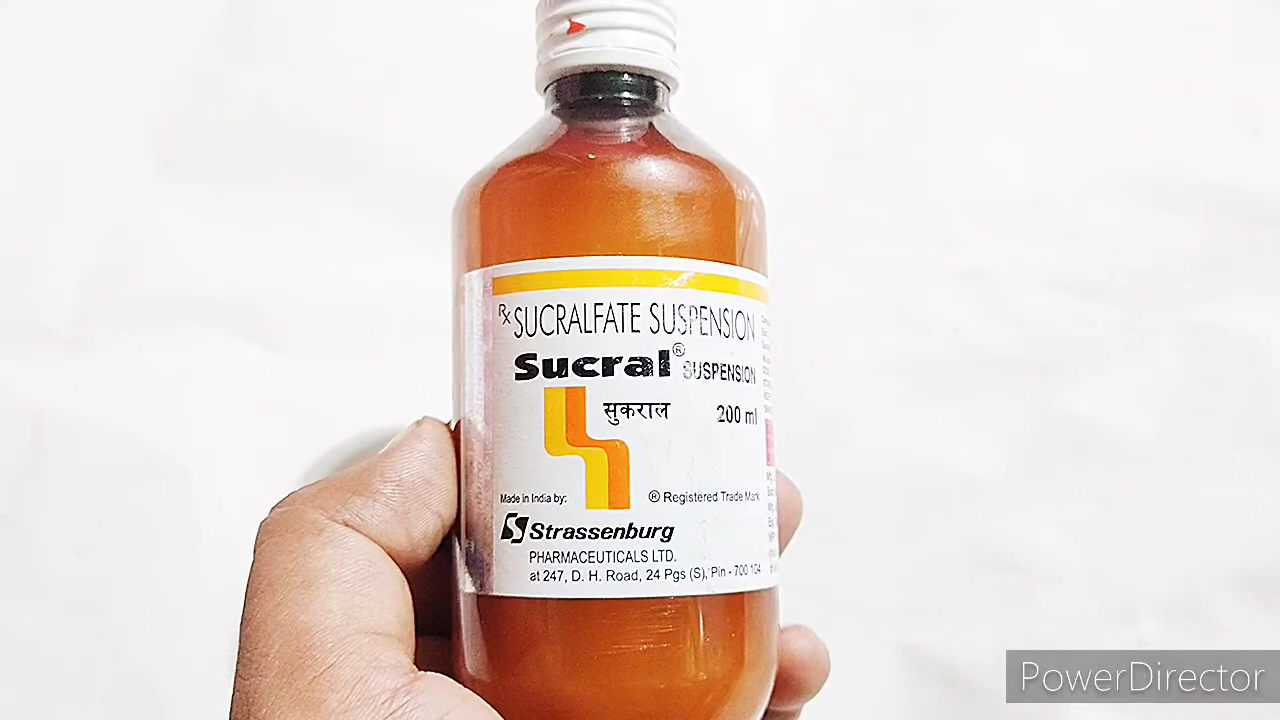 Rx SUCRALFATE SUSPENSION
Sucral® SUSPENSION
सुकराल 200 ml
Made in India by: ® Registered Trade Mark
Strassenburg
PHARMACEUTICALS LTD.
at 247, D. H. Road, 24 Pgs (S), Pin - 700 104
PowerDirector